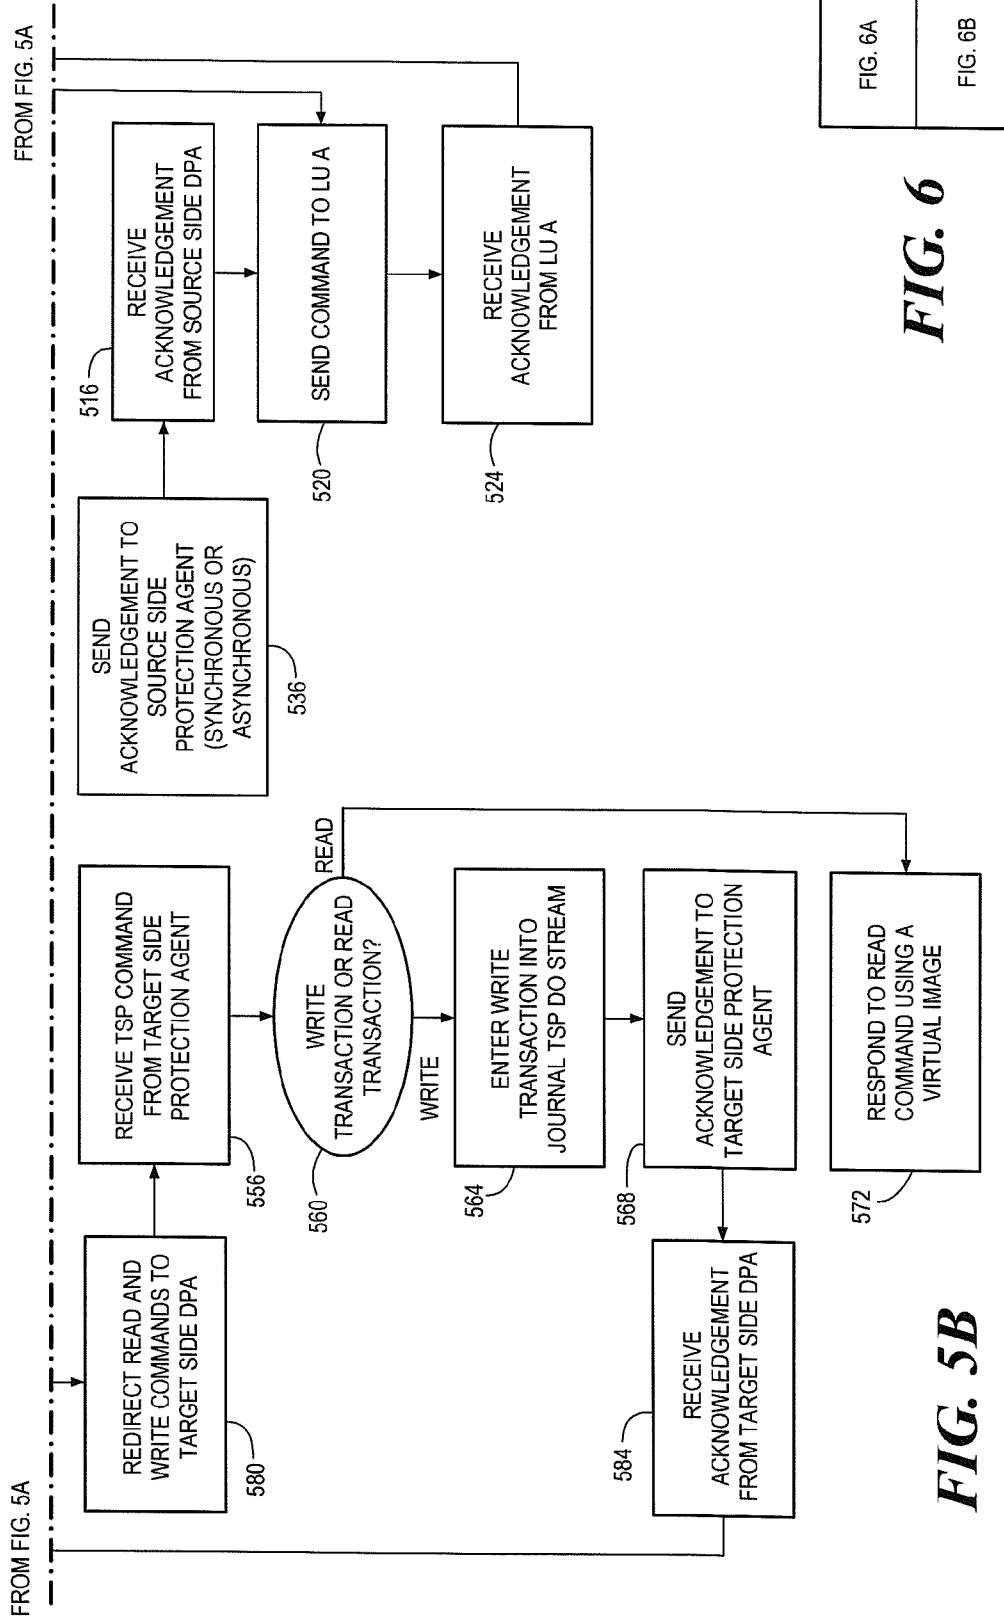 FROM FIG. 5A
FROM FIG. 5A
REDIRECT READ AND
WRITE COMMANDS TO
TARGET SIDE DPA
580
RECEIVE TSP COMMAND
FROM TARGET SIDE
PROTECTION AGENT
556
WRITE
TRANSACTION OR READ
TRANSACTION?
560
READ
WRITE
ENTER WRITE
TRANSACTION INTO
JOURNAL TSP DO STREAM
564
SEND
ACKNOWLEDGEMENT TO
TARGET SIDE PROTECTION
AGENT
568
RECEIVE
ACKNOWLEDGEMENT
FROM TARGET SIDE DPA
584
RESPOND TO READ
COMMAND USING A
VIRTUAL IMAGE
572
SEND
ACKNOWLEDGEMENT TO
SOURCE SIDE
PROTECTION AGENT
(SYNCHRONOUS OR
ASYNCHRONOUS)
536
RECEIVE
ACKNOWLEDGEMENT
FROM SOURCE SIDE DPA
516
SEND COMMAND TO LU A
520
RECEIVE
ACKNOWLEDGEMENT
FROM LU A
524
FIG. 5B
FIG. 6
FIG. 6A
FIG. 6B